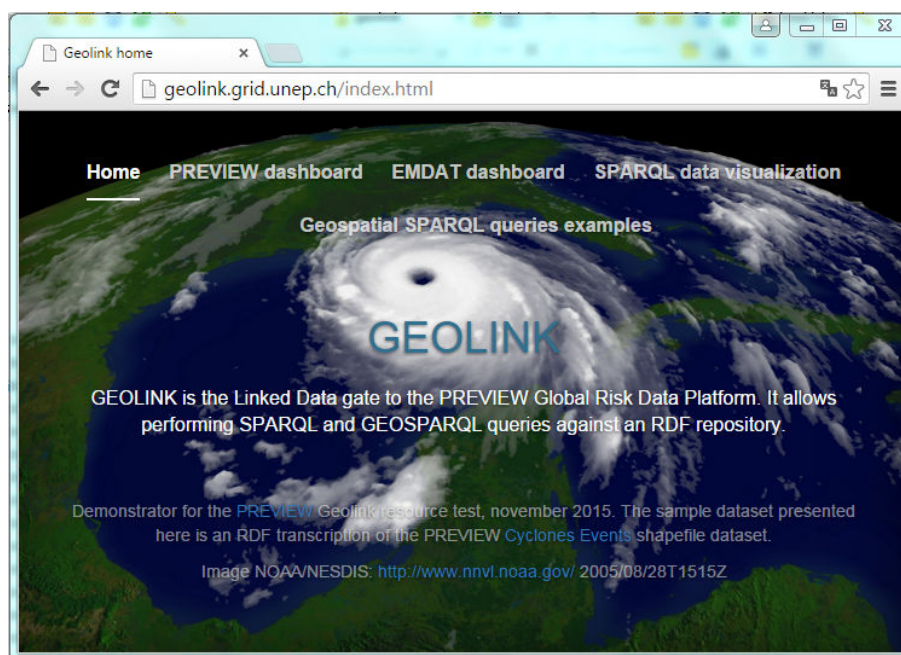 Geolink home
geolink.grid.unep.ch/index.html
Home PREVIEW dashboard EMDAT dashboard SPARQL data visualization
Geospatial SPARQL queries examples
GEOLINK
GEOLINK is the Linked Data gate to the PREVIEW Global Risk Data Platform. It allows
performing SPARQL and GEOSPARQL queries against an RDF repository.
Demonstrator for the PREVIEW Geolink resource test, november 2015. The sample dataset presented
here is an RDF transcription of the PREVIEW Cyclones Events shapefile dataset.
Image NOAA/NESDIS: http://www.nnvl.noaa.gov/ 2005/08/28T1515Z